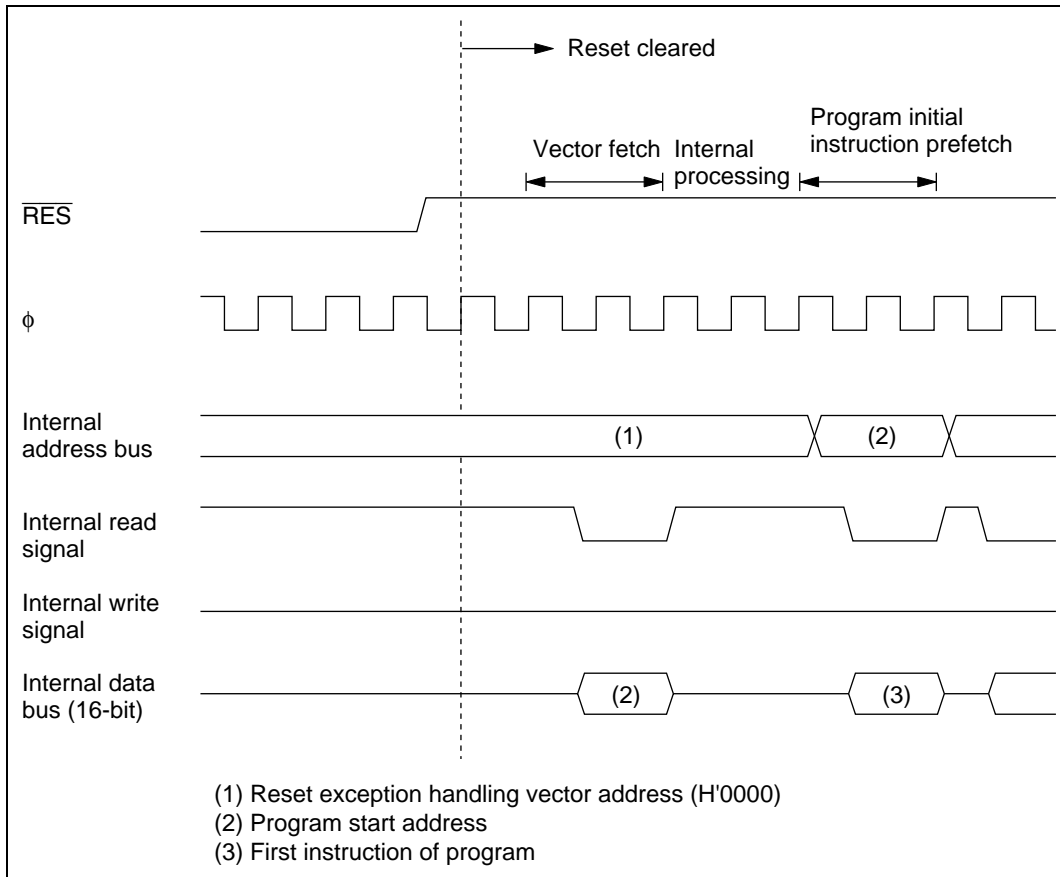 Reset cleared
Program initial
instruction prefetch
Vector fetch
Internal
processing
RES
φ
Internal
address bus
(1)
(2)
Internal read
signal
Internal write
signal
Internal data
bus (16-bit)
(2)
(3)
(1) Reset exception handling vector address (H'0000)
(2) Program start address
(3) First instruction of program